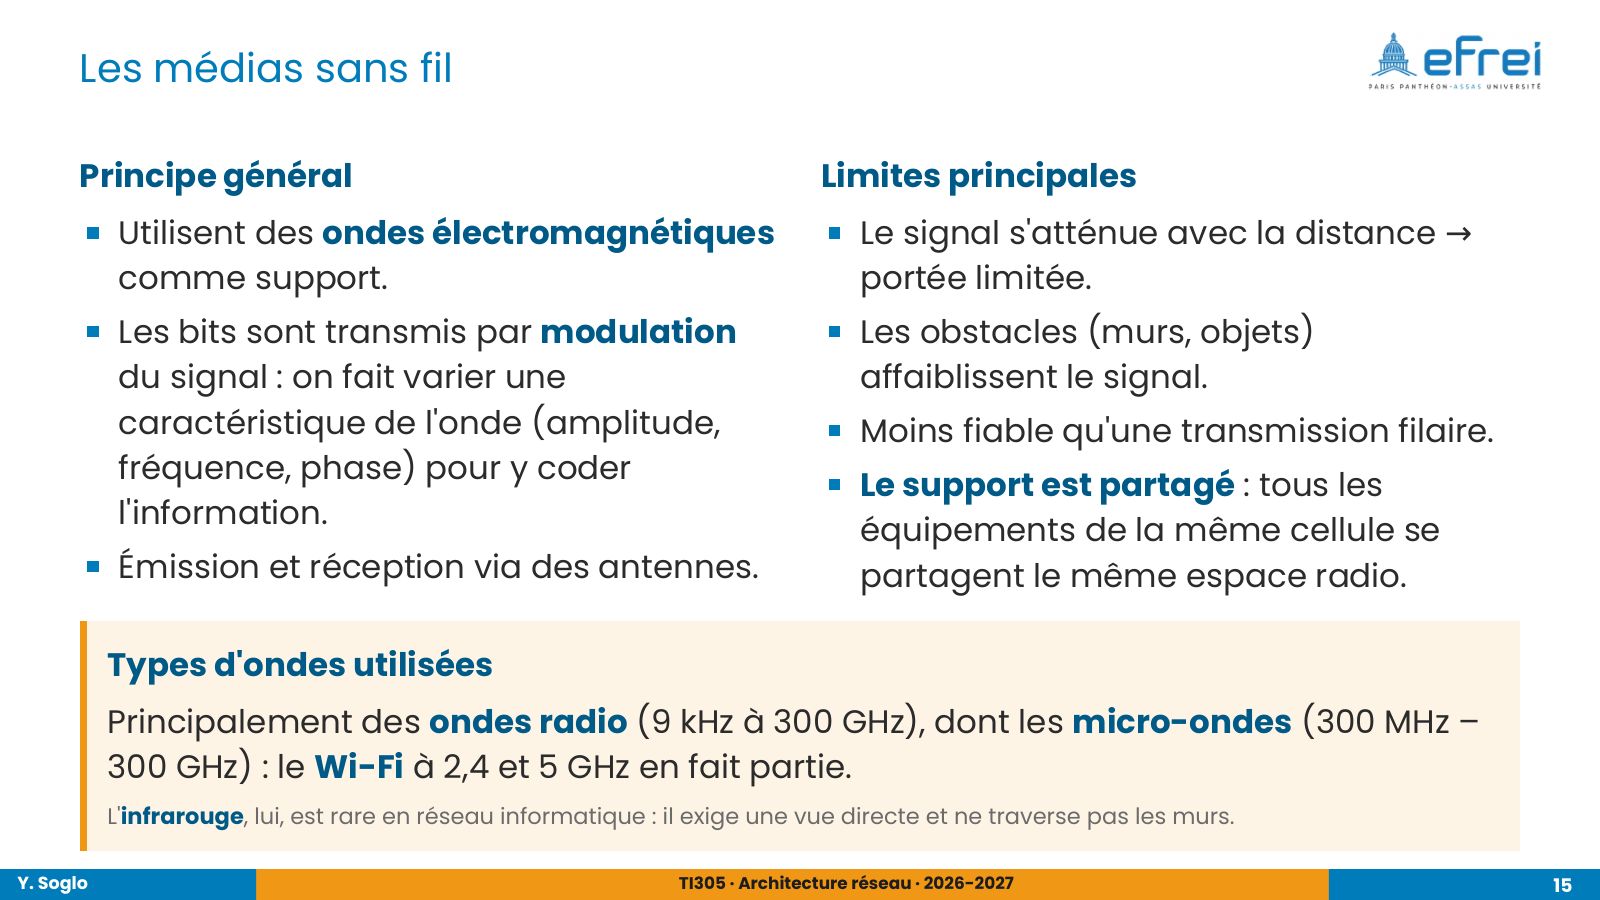 Les médias sans fil
efrei
PARIS PANTHÉON-ASSAS UNIVERSITÉ
Principe général
Utilisent des ondes électromagnétiques
comme support.
Les bits sont transmis par modulation
du signal : on fait varier une
caractéristique de l'onde (amplitude,
fréquence, phase) pour y coder
l'information.
Émission et réception via des antennes.
Limites principales
Le signal s'atténue avec la distance →
portée limitée.
Les obstacles (murs, objets)
affaiblissent le signal.
Moins fiable qu'une transmission filaire.
Le support est partagé : tous les
équipements de la même cellule se
partagent le même espace radio.
Types d'ondes utilisées
Principalement des ondes radio (9 kHz à 300 GHz), dont les micro-ondes (300 MHz –
300 GHz) : le Wi-Fi à 2,4 et 5 GHz en fait partie.
L'infrarouge, lui, est rare en réseau informatique : il exige une vue directe et ne traverse pas les murs.
Y. Soglo
TI305 · Architecture réseau · 2026-2027
15